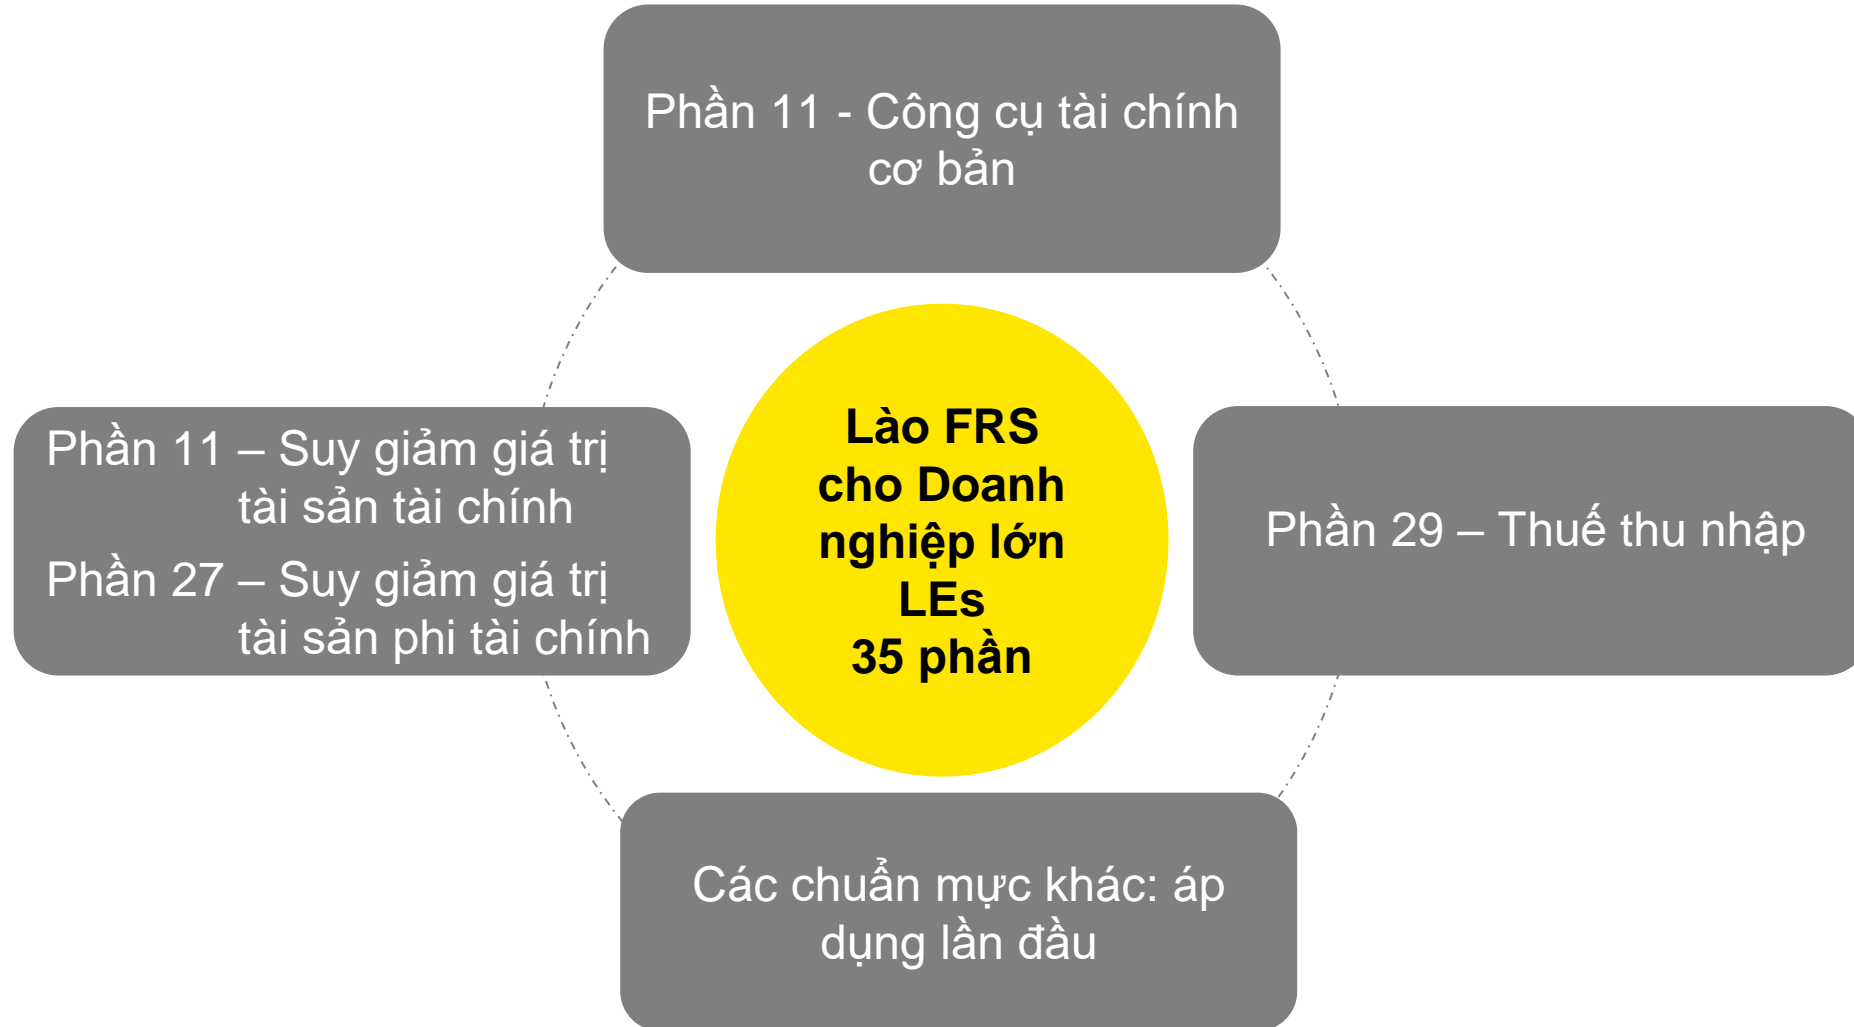 Phần 11 - Công cụ tài chính
cơ bản
Phần 11 – Suy giảm giá trị
tài sản tài chính
Phần 27 – Suy giảm giá trị
tài sản phi tài chính
Lào FRS
cho Doanh
nghiệp lớn
LEs
35 phần
Phần 29 – Thuế thu nhập
Các chuẩn mực khác: áp
dụng lần đầu